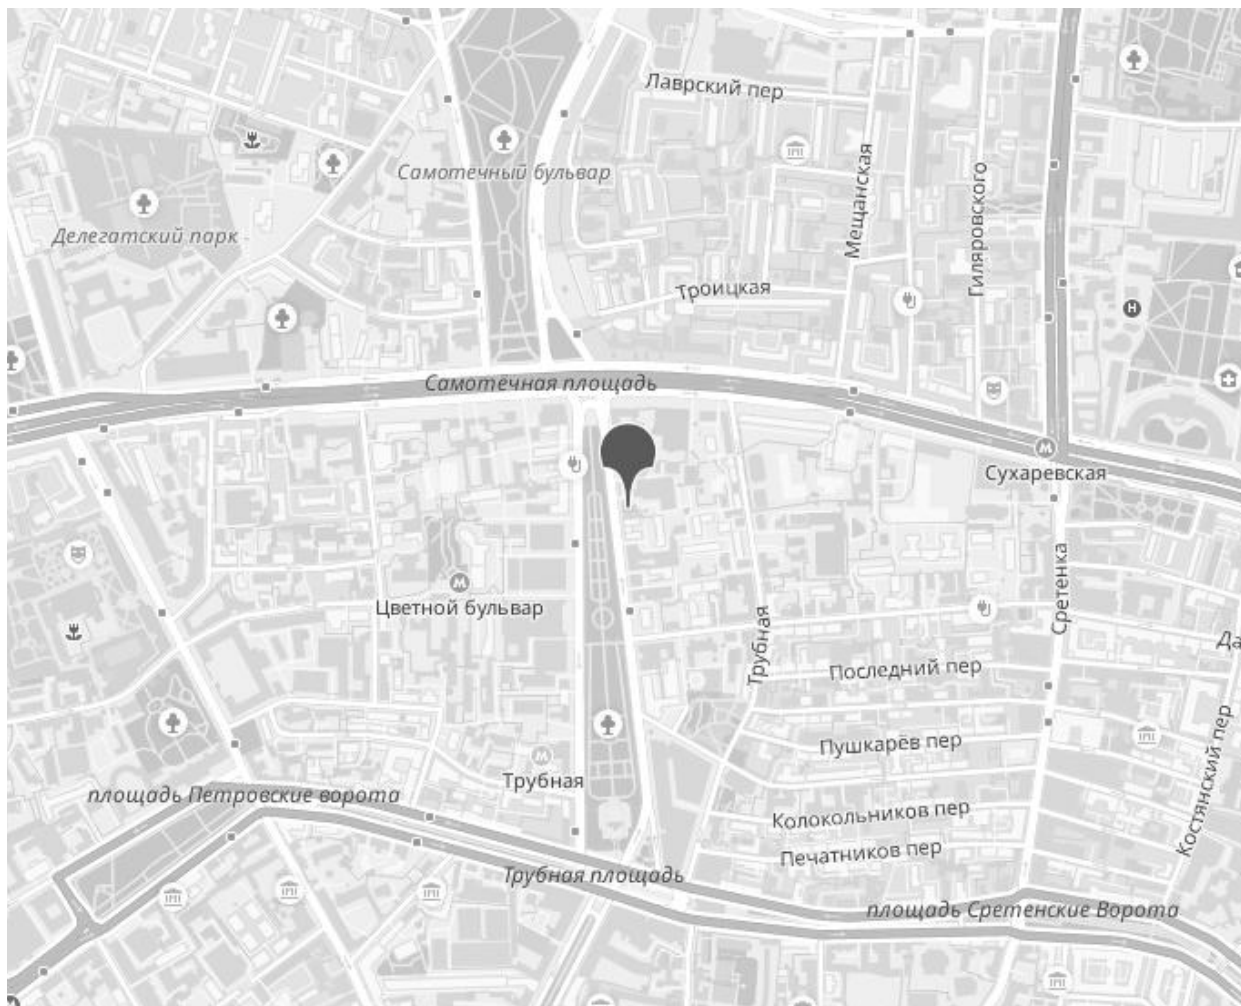 Лаврский пер
Самотечный бульвар
Мещанская
Гиляровского
Делегатский парк
Троицкая
Н
Самотёчная площадь
М
Сухаревская
М
Цветной бульвар
Сретенка
Трубная
Да
Последний пер
Костянский пер
Пушкарёв пер
М
Трубная
площадь Петровские ворота
Колокольников пер
Печатников пер
Трубная площадь
площадь Сретенские Ворота